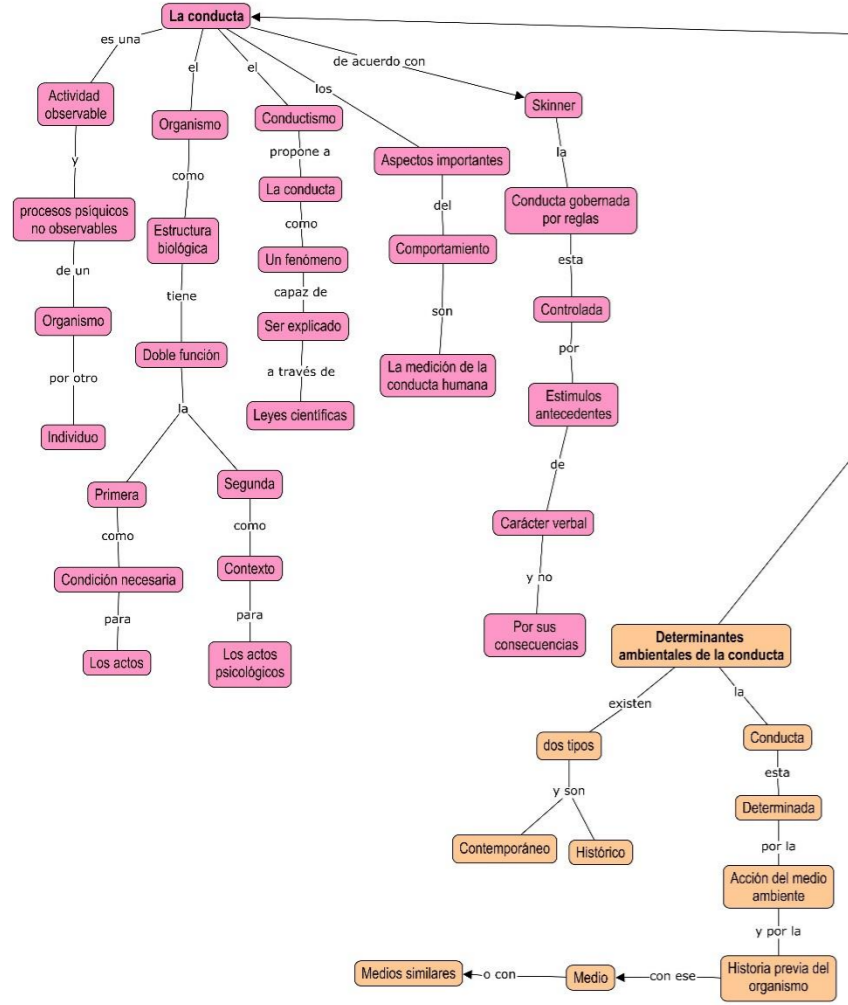 La conducta
es una
Actividad
observable
y
procesos psíquicos
no observables
de un
Organismo
por otro
Individuo
el
Organismo
como
Estructura
biológica
tiene
Doble función
la
Primera
como
Condición necesaria
para
Los actos
Segunda
como
Contexto
para
Los actos
psicológicos
el
Conductismo
propone a
La conducta
como
Un fenómeno
capaz de
Ser explicado
a través de
Leyes científicas
los
Aspectos importantes
del
Comportamiento
son
La medición de la
conducta humana
de acuerdo con
Skinner
la
Conducta gobernada
por reglas
esta
Controlada
por
Estimulos
antecedentes
de
Carácter verbal
y no
Por sus
consecuencias
Determinantes
ambientales de la conducta
existen
dos tipos
y son
Contemporáneo
Histórico
la
Conducta
esta
Determinada
por la
Acción del medio
ambiente
y por la
Historia previa del
organismo
con ese
Medio
o con
Medios similares